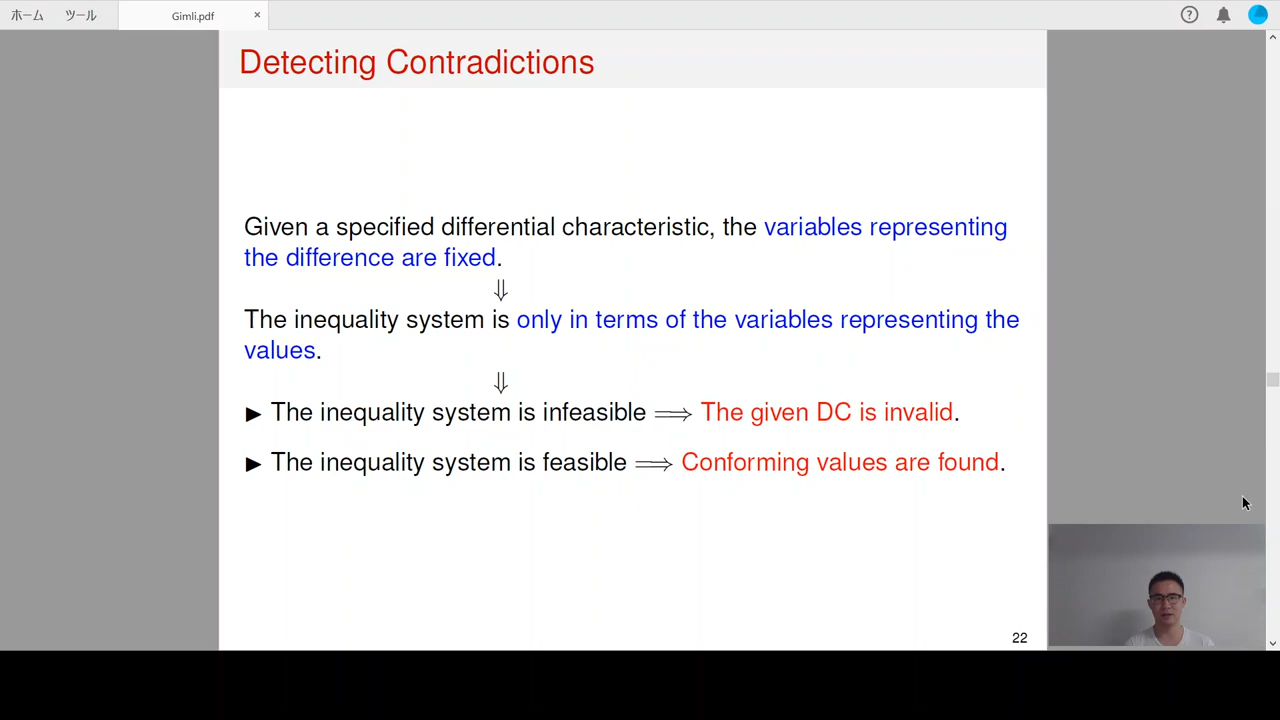 ホーム ツール Gimli.pdf ×
Detecting Contradictions
Given a specified differential characteristic, the variables representing
the difference are fixed.
⇓
The inequality system is only in terms of the variables representing the
values.
⇓
▶ The inequality system is infeasible ⟹ The given DC is invalid.
▶ The inequality system is feasible ⟹ Conforming values are found.
22